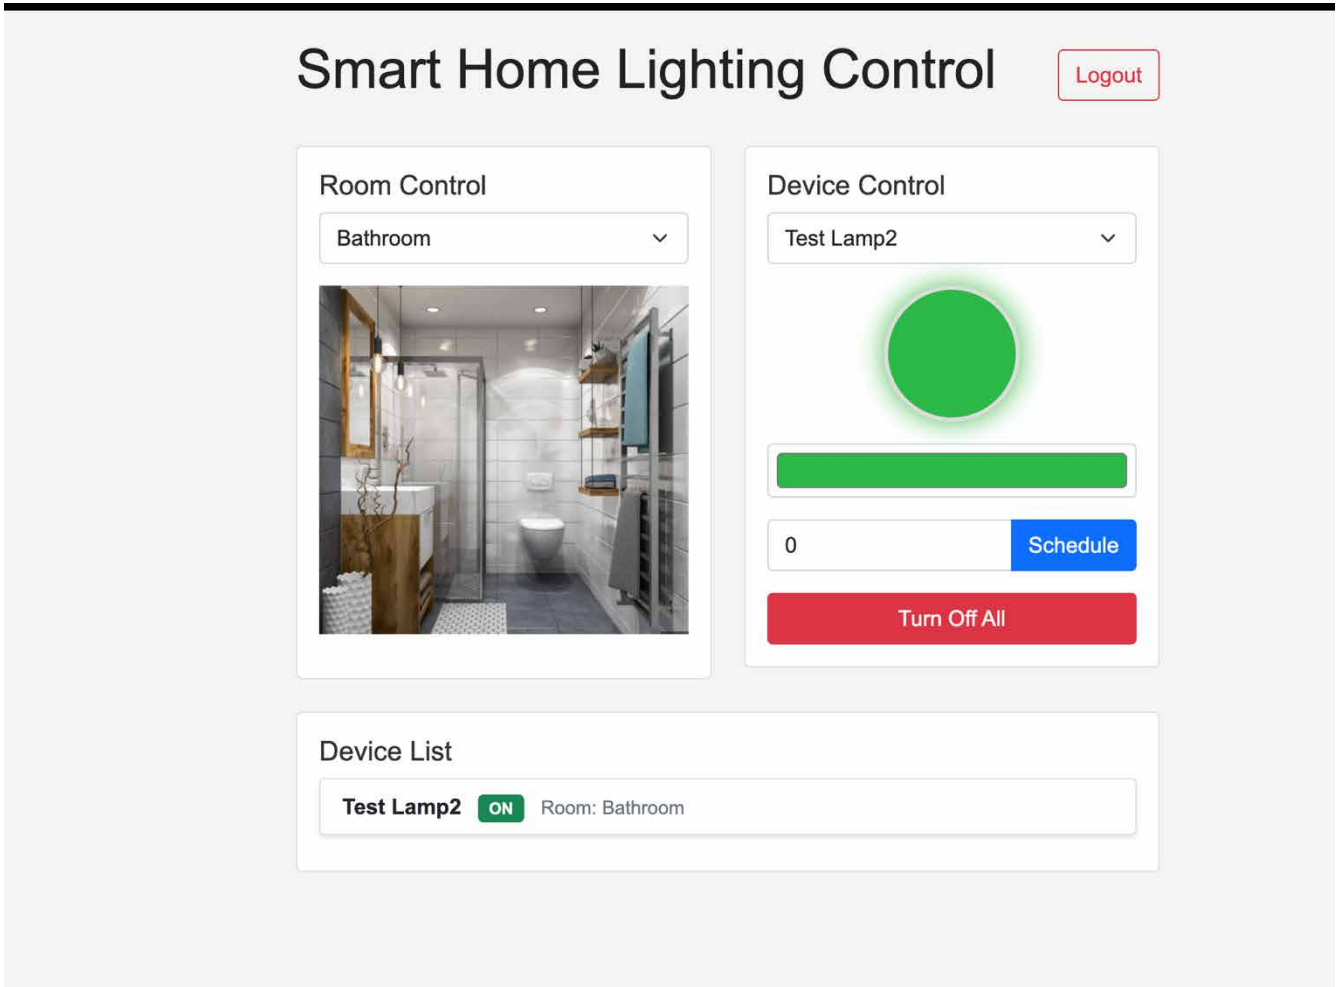 Smart Home Lighting Control
Logout
Room Control
Bathroom
Device Control
Test Lamp2
0
Schedule
Turn Off All
Device List
Test Lamp2 ON Room: Bathroom